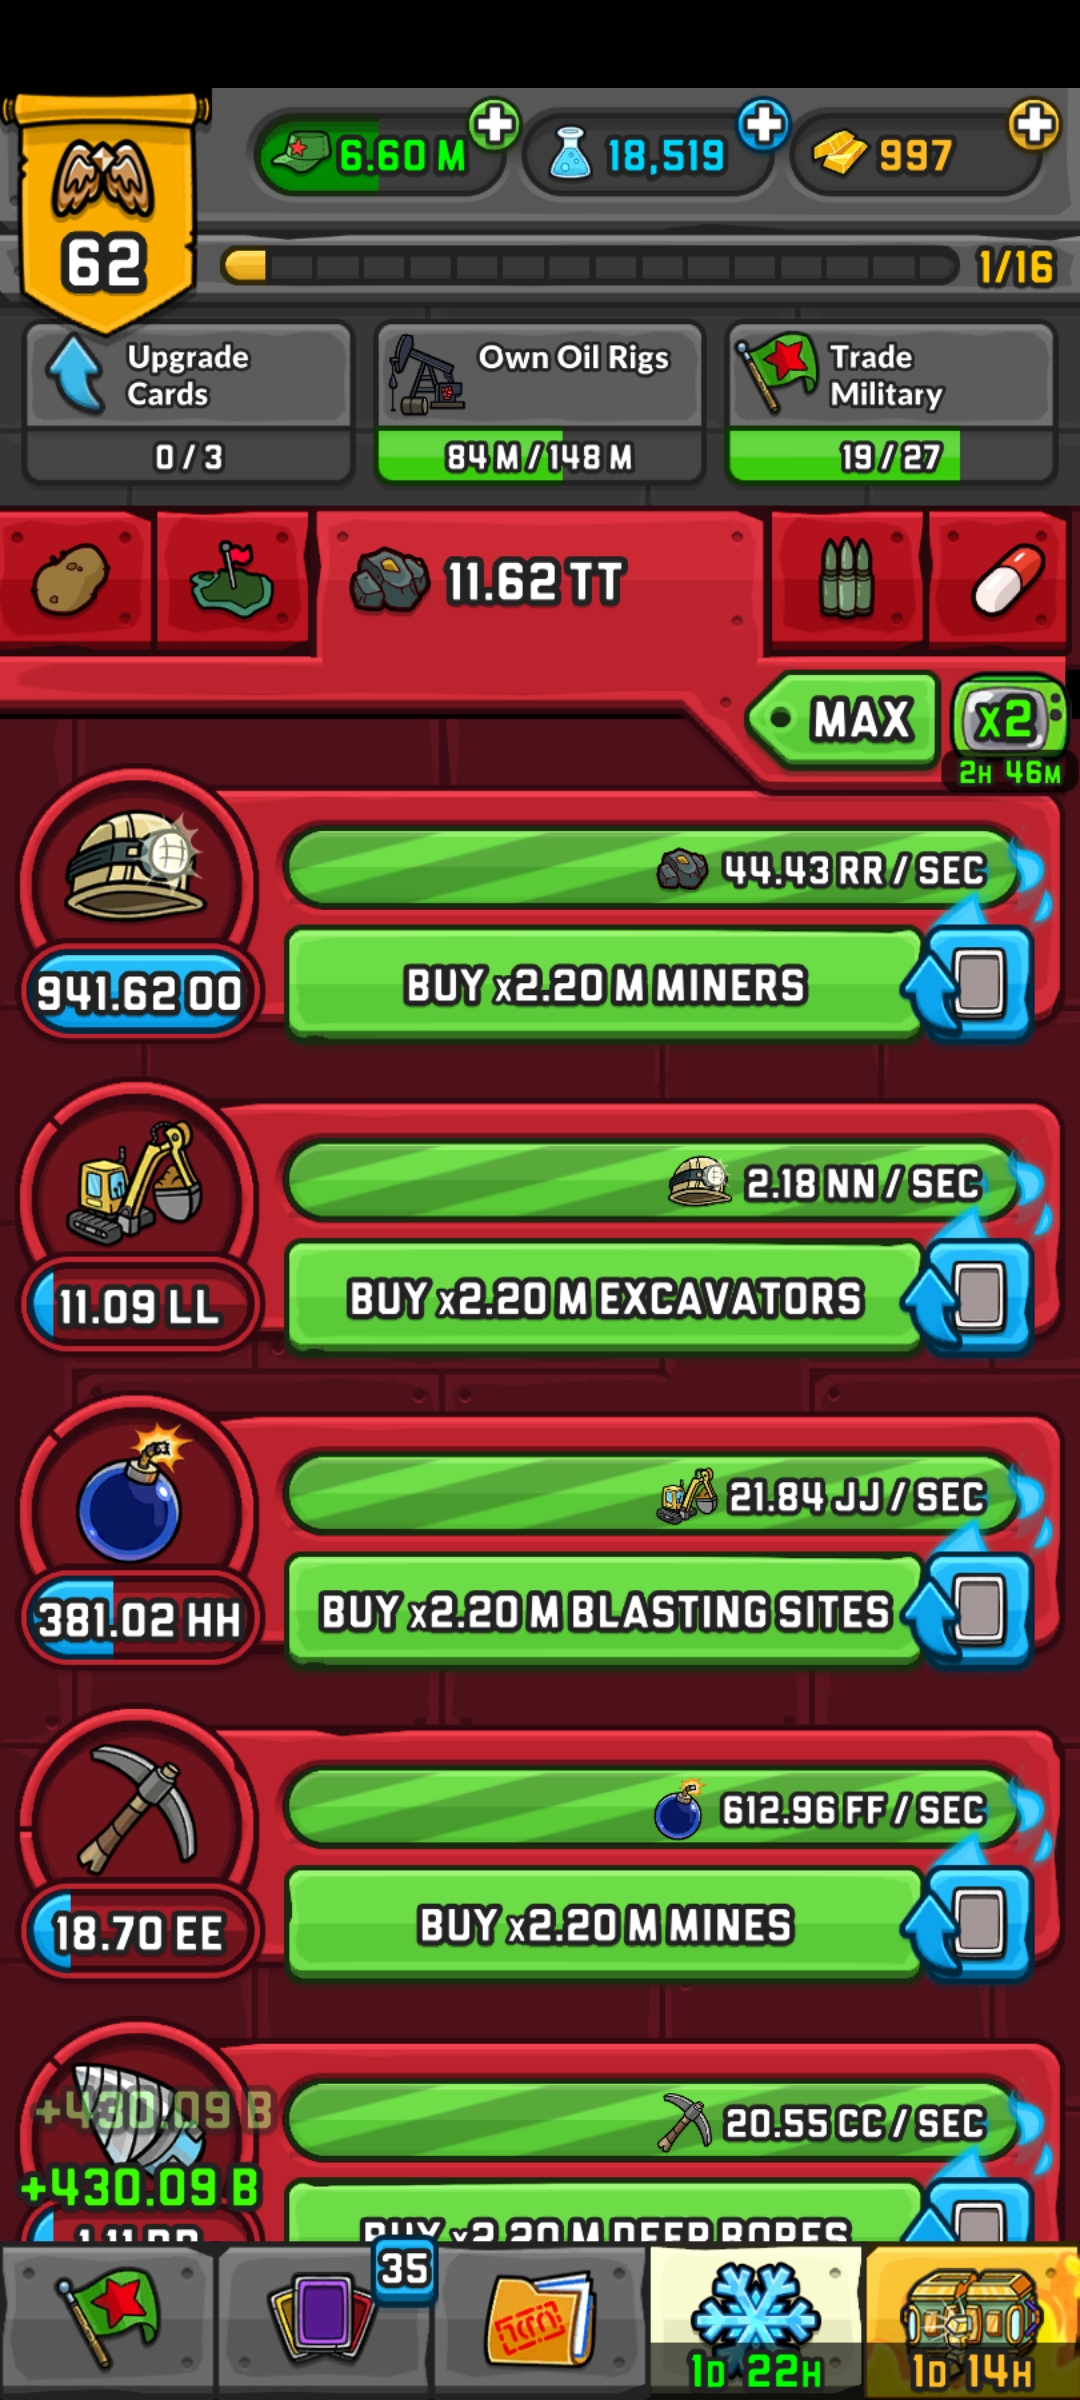 6.60 M
18,519
997
62
1/16
Upgrade
Cards
0 / 3
Own Oil Rigs
84 M / 148 M
Trade
Military
19 / 27
11.62 TT
MAX
x2
2H 46M
44.43 RR / SEC
941.62 OO
BUY x2.20 M MINERS
2.18 NN / SEC
11.09 LL
BUY x2.20 M EXCAVATORS
21.84 JJ / SEC
381.02 HH
BUY x2.20 M BLASTING SITES
612.96 FF / SEC
18.70 EE
BUY x2.20 M MINES
+430.09 B
20.55 CC / SEC
+430.09 B
BUY x2.20 M DEEP BORES
35
1D 22H
1D 14H